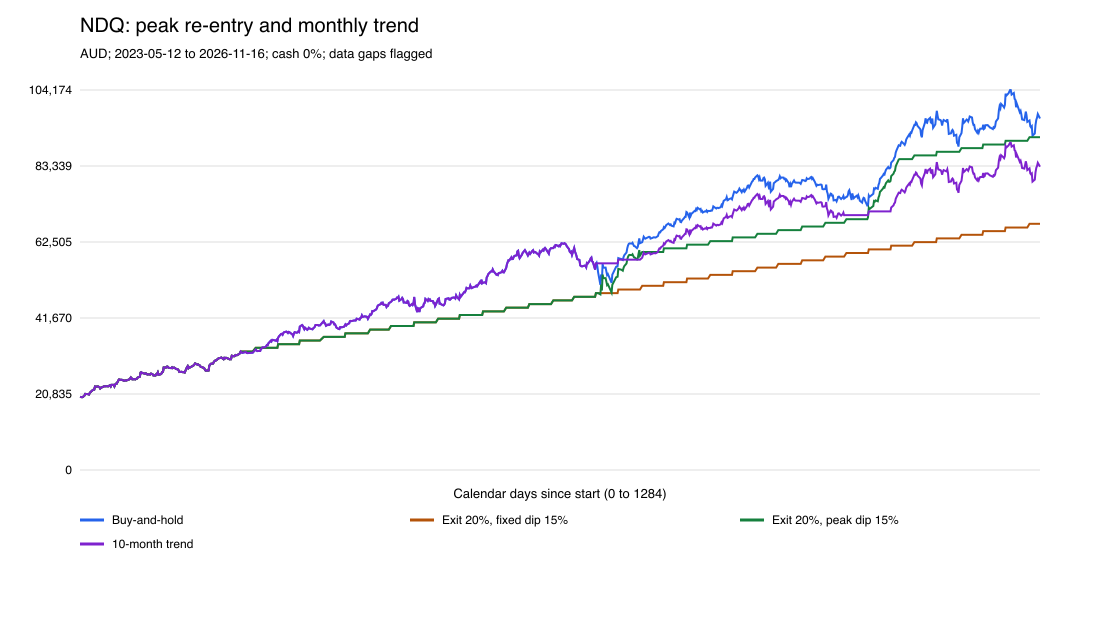 NDQ: peak re-entry and monthly trend
AUD; 2023-05-12 to 2026-11-16; cash 0%; data gaps flagged
104,174
83,339
62,505
41,670
20,835
0
Calendar days since start (0 to 1284)
Buy-and-hold
Exit 20%, fixed dip 15%
Exit 20%, peak dip 15%
10-month trend